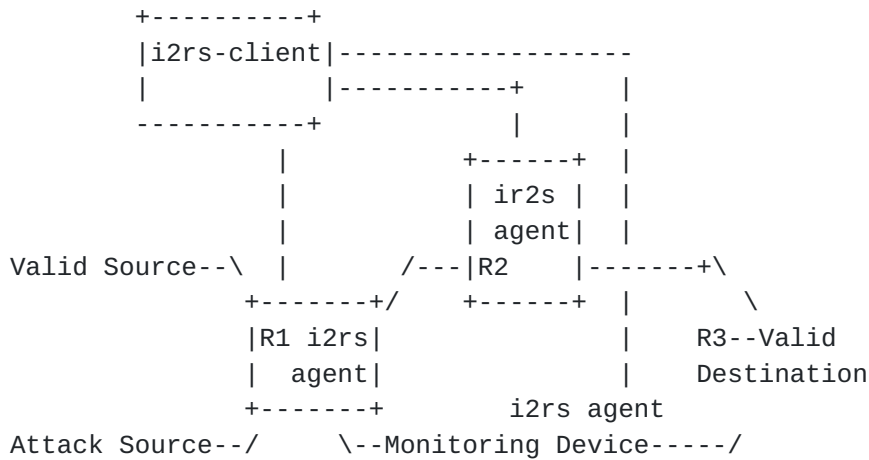 i2rs-client
ir2s
agent
Valid Source--\ /---|R2
R1 i2rs R3--Valid
agent Destination
i2rs agent
Attack Source--/ \--Monitoring Device-----/